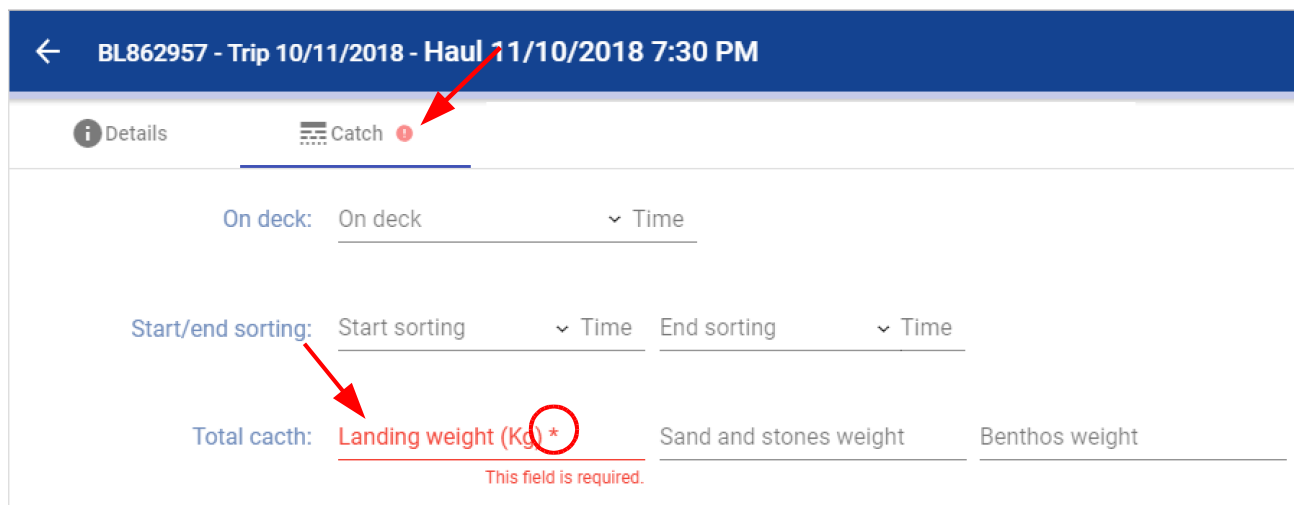 BL862957 - Trip 10/11/2018 - Haul 11/10/2018 7:30 PM
Details Catch
On deck: On deck Time
Start/end sorting: Start sorting Time End sorting Time
Total cacth: Landing weight (Kg) * Sand and stones weight Benthos weight
This field is required.